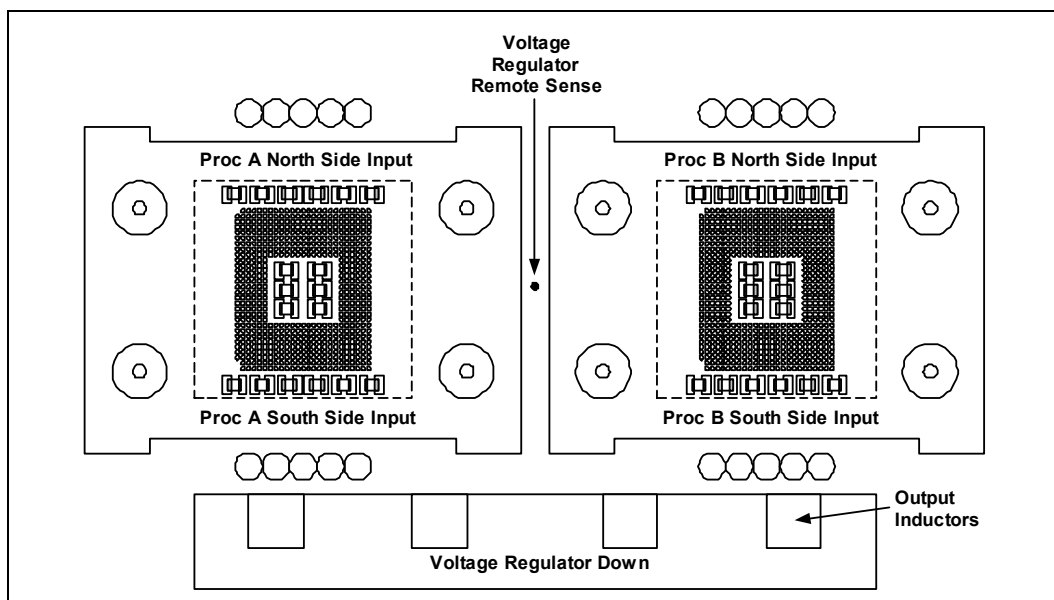 Voltage
Regulator
Remote Sense
Proc A North Side Input
Proc B North Side Input
Proc A South Side Input
Proc B South Side Input
Output
Inductors
Voltage Regulator Down